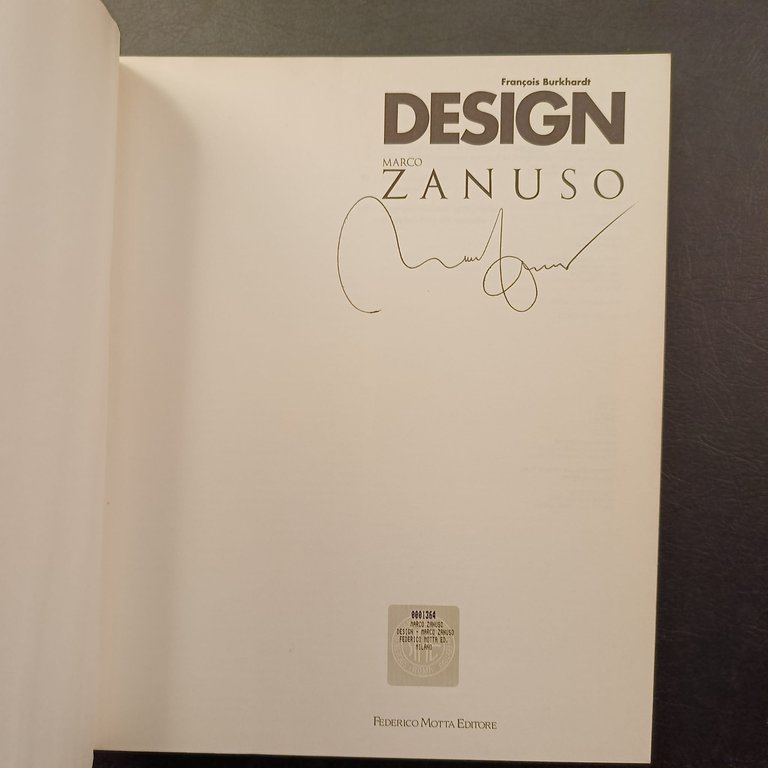 François Burkhardt
DESIGN
MARCO
ZANUSO
0001364
MARCO ZANUSO
DESIGN - MARCO ZANUSO
FEDERICO MOTTA ED.
MILANO
FEDERICO MOTTA EDITORE